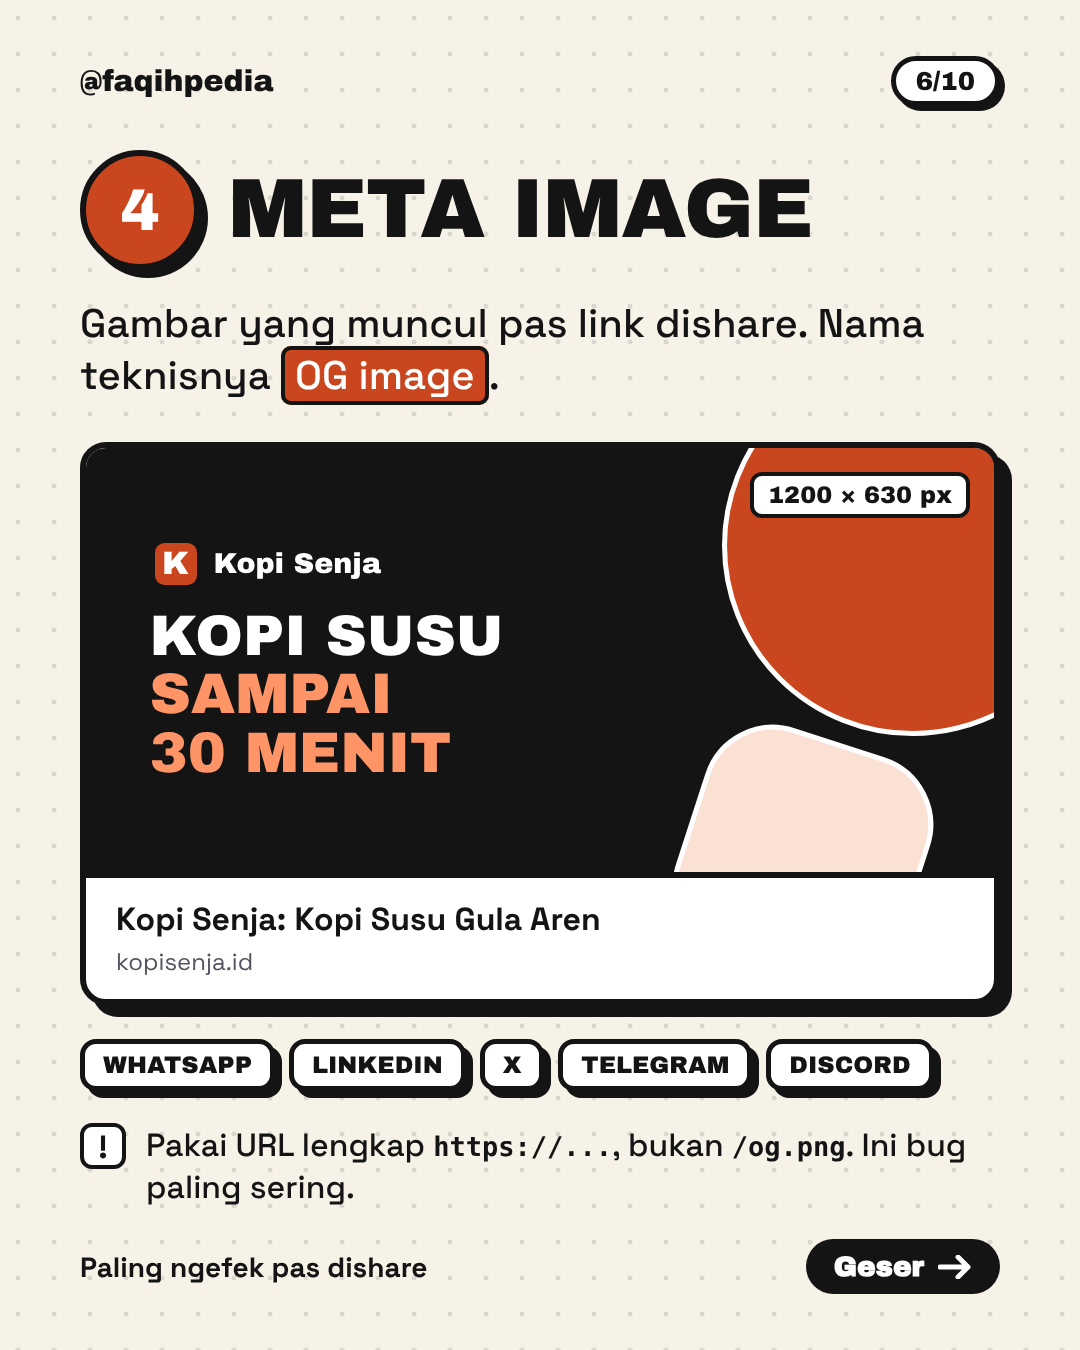 @faqihpedia
6/10
4
META IMAGE
Gambar yang muncul pas link dishare. Nama
teknisnya OG image.
1200 × 630 px
K Kopi Senja
KOPI SUSU
SAMPAI
30 MENIT
Kopi Senja: Kopi Susu Gula Aren
kopisenja.id
WHATSAPP LINKEDIN X TELEGRAM DISCORD
! Pakai URL lengkap https://..., bukan /og.png. Ini bug
paling sering.
Paling ngefek pas dishare
Geser →